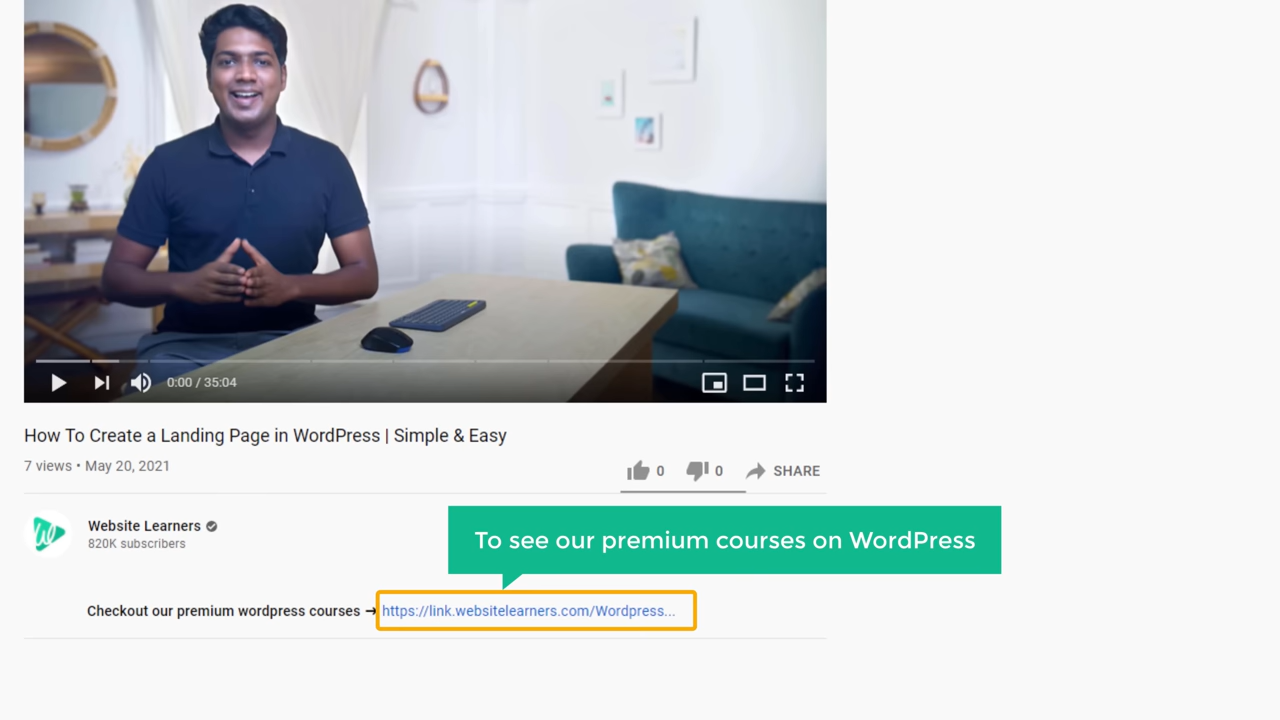 0:00 / 35:04
How To Create a Landing Page in WordPress | Simple & Easy
7 views • May 20, 2021
0 0 SHARE
Website Learners
820K subscribers
To see our premium courses on WordPress
Checkout our premium wordpress courses → https://link.websitelearners.com/Wordpress...